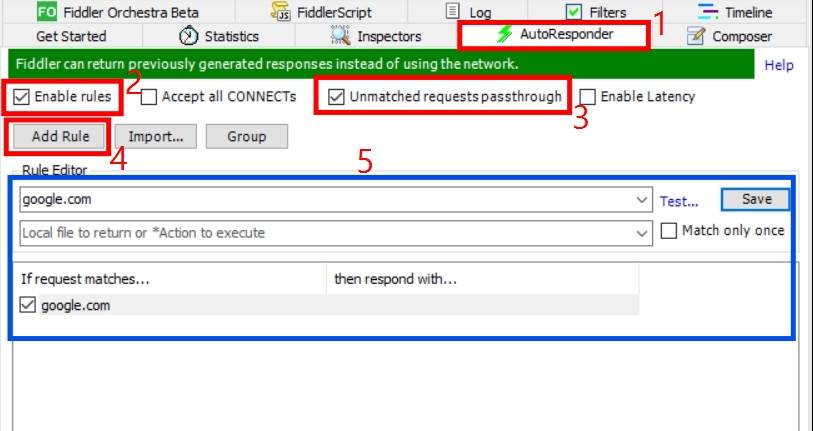 FO Fiddler Orchestra Beta JS FiddlerScript Log Filters Timeline
Get Started Statistics Inspectors AutoResponder Composer
1
Fiddler can return previously generated responses instead of using the network. Help
Enable rules 2 Accept all CONNECTs Unmatched requests passthrough Enable Latency
3
Add Rule Import... Group
4
5
Rule Editor
google.com Test... Save
Local file to return or *Action to execute Match only once
If request matches... then respond with...
google.com